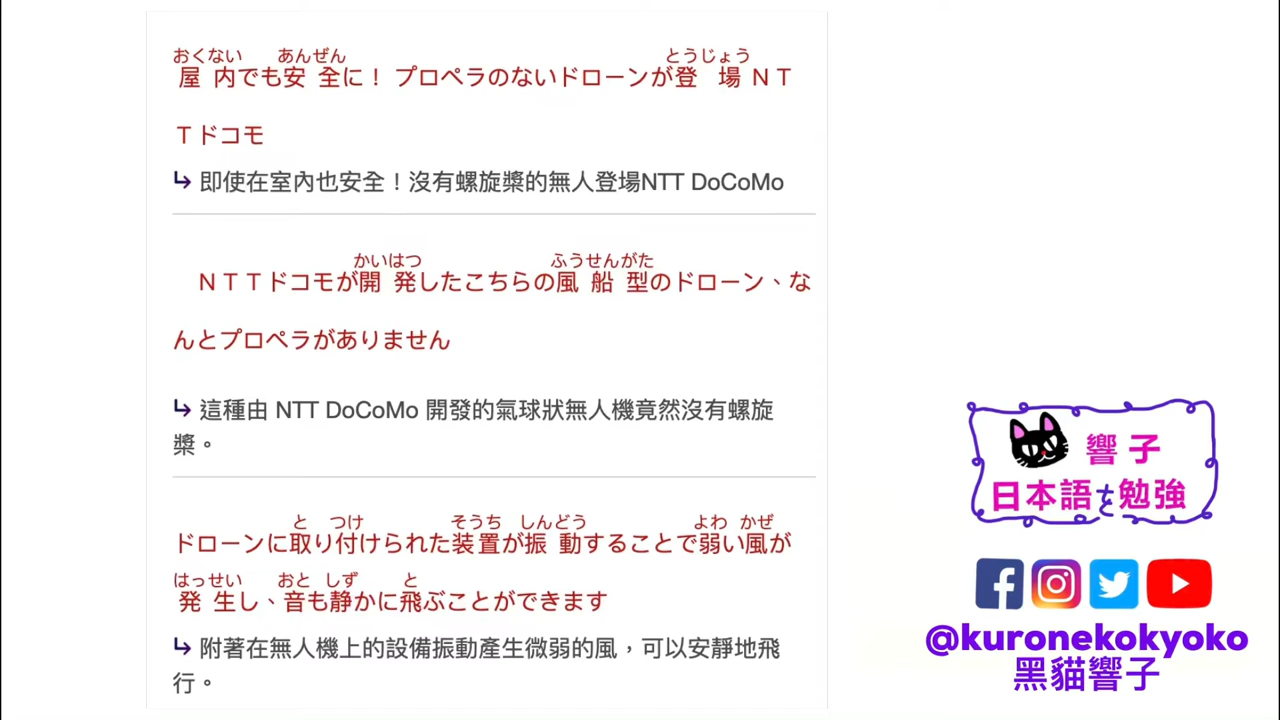 おくない あんぜん とうじょう
屋内でも安全に！ プロペラのないドローンが登場 ＮＴ
Ｔドコモ
↳ 即使在室內也安全！沒有螺旋槳的無人登場NTT DoCoMo
かいはつ ふうせんがた
ＮＴＴドコモが開発したこちらの風船型のドローン、な
んとプロペラがありません
↳ 這種由 NTT DoCoMo 開發的氣球狀無人機竟然沒有螺旋
槳。
と つけ そうち しんどう よわ かぜ
ドローンに取り付けられた装置が振動することで弱い風が
はっせい おと しず と
発生し、音も静かに飛ぶことができます
↳ 附著在無人機上的設備振動產生微弱的風，可以安靜地飛
行。
響子
日本語を勉強
@kuronekokyoko
黑貓響子